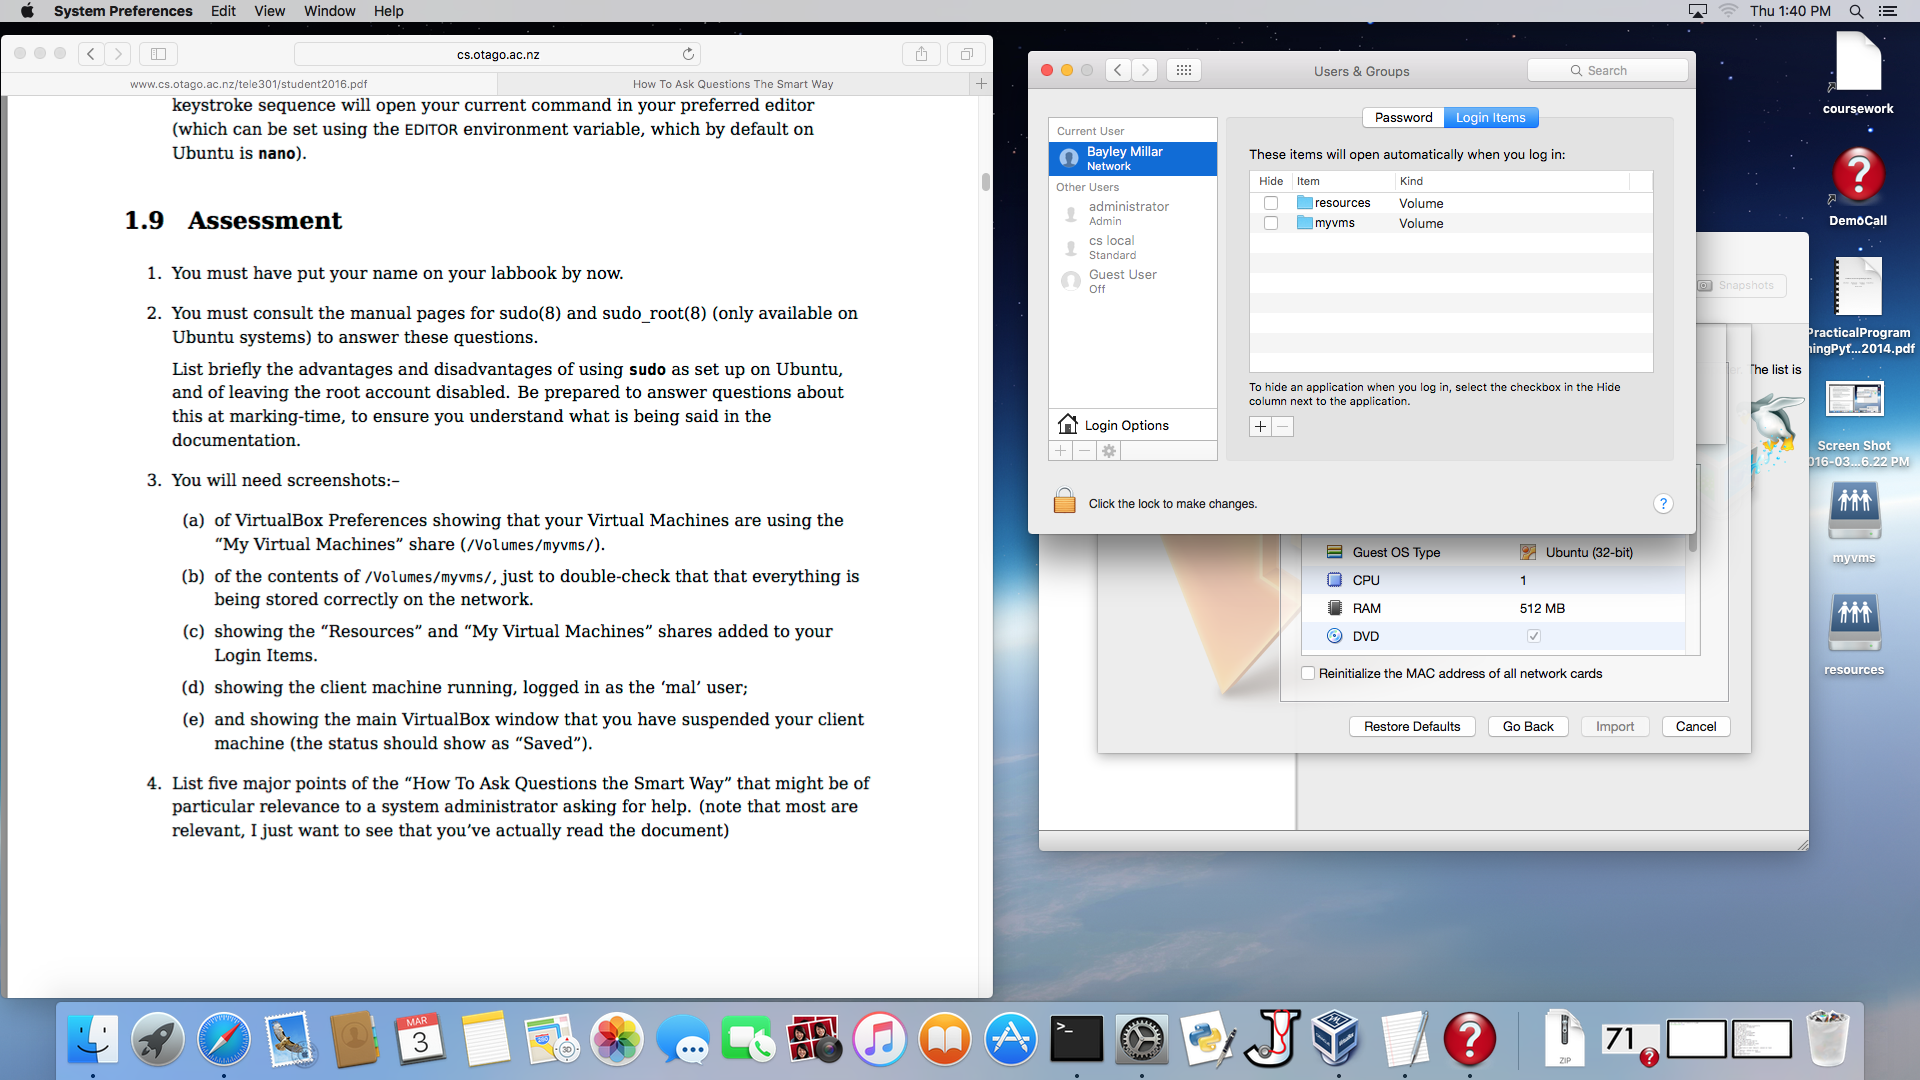 System Preferences Edit View Window Help
Thu 1:40 PM
cs.otago.ac.nz
www.cs.otago.ac.nz/tele301/student2016.pdf
How To Ask Questions The Smart Way
keystroke sequence will open your current command in your preferred editor
(which can be set using the EDITOR environment variable, which by default on
Ubuntu is nano).
1.9 Assessment
1. You must have put your name on your labbook by now.
2. You must consult the manual pages for sudo(8) and sudo_root(8) (only available on
Ubuntu systems) to answer these questions.
List briefly the advantages and disadvantages of using sudo as set up on Ubuntu,
and of leaving the root account disabled. Be prepared to answer questions about
this at marking-time, to ensure you understand what is being said in the
documentation.
3. You will need screenshots:–
(a) of VirtualBox Preferences showing that your Virtual Machines are using the
“My Virtual Machines” share (/Volumes/myvms/).
(b) of the contents of /Volumes/myvms/, just to double-check that that everything is
being stored correctly on the network.
(c) showing the “Resources” and “My Virtual Machines” shares added to your
Login Items.
(d) showing the client machine running, logged in as the ‘mal’ user;
(e) and showing the main VirtualBox window that you have suspended your client
machine (the status should show as “Saved”).
4. List five major points of the “How To Ask Questions the Smart Way” that might be of
particular relevance to a system administrator asking for help. (note that most are
relevant, I just want to see that you’ve actually read the document)
Users & Groups
Search
Password
Login Items
Current User
Bayley Millar
Network
Other Users
administrator
Admin
cs local
Standard
Guest User
Off
Login Options
These items will open automatically when you log in:
Hide Item Kind
resources Volume
myvms Volume
To hide an application when you log in, select the checkbox in the Hide
column next to the application.
Click the lock to make changes.
?
Snapshots
The list is
Guest OS Type Ubuntu (32-bit)
CPU 1
RAM 512 MB
DVD
Reinitialize the MAC address of all network cards
Restore Defaults
Go Back
Import
Cancel
coursework
DemoCall
PracticalProgram
mingPyt...2014.pdf
Screen Shot
2016-03...6.22 PM
myvms
resources
MAR
3
3D
>_
ZIP
71